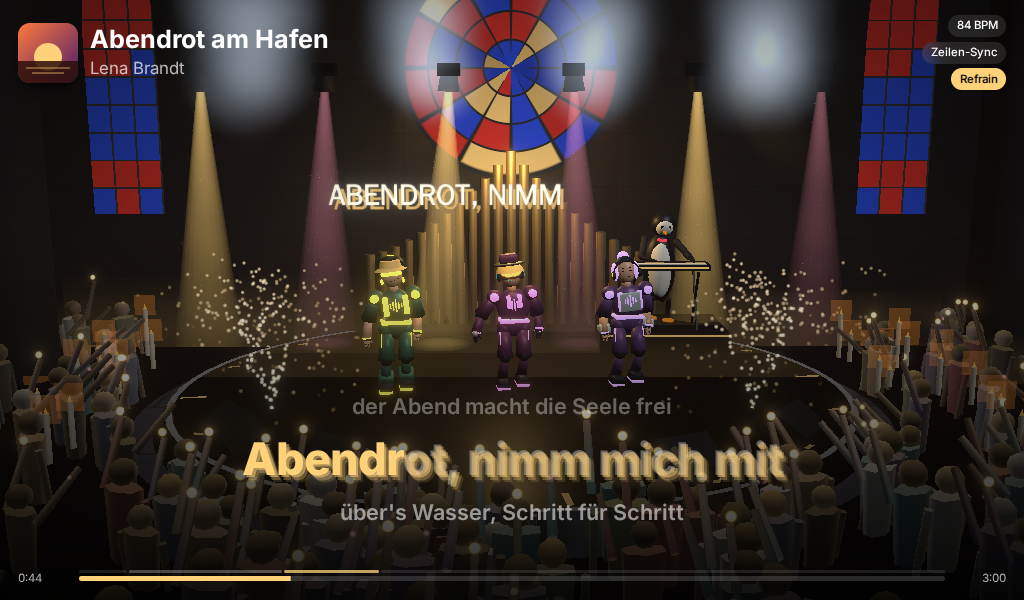 Abendrot am Hafen
Lena Brandt
84 BPM
Zeilen-Sync
Refrain
ABENDROT, NIMM
der Abend macht die Seele frei
Abendrot, nimm mich mit
über's Wasser, Schritt für Schritt
0:44
3:00